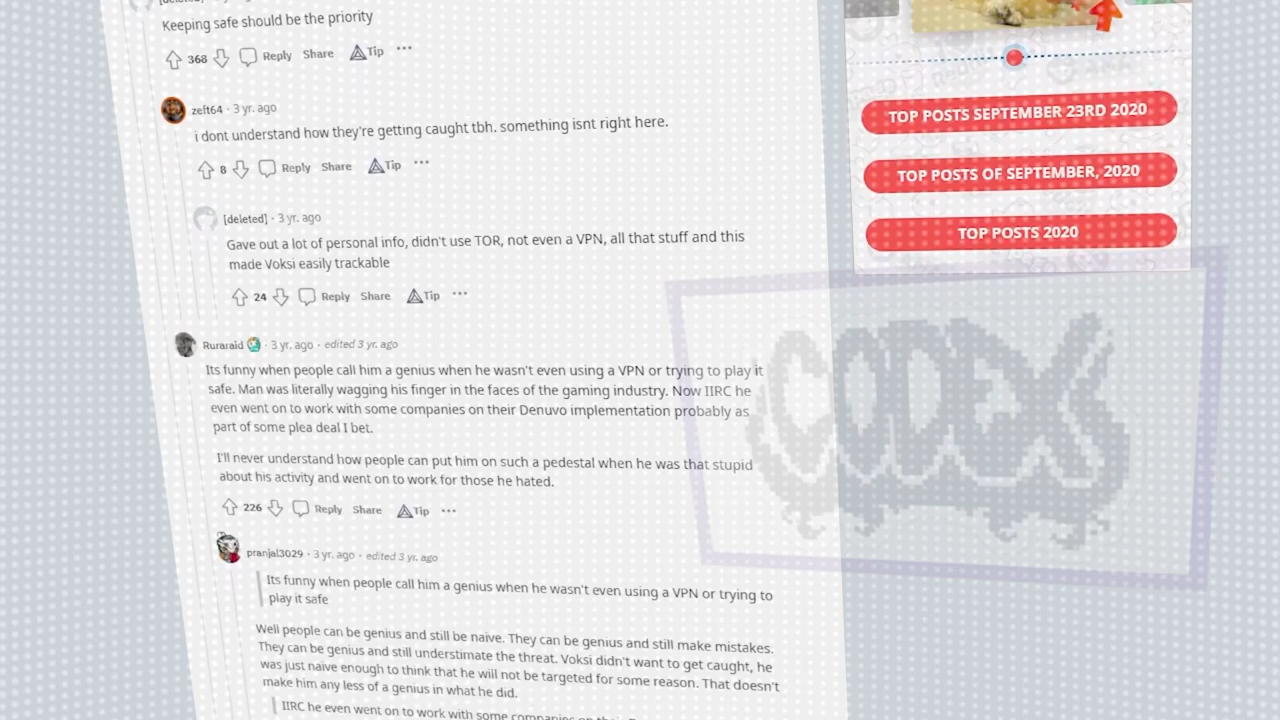 Keeping safe should be the priority
368 Reply Share Tip •••
zeft64 · 3 yr. ago
i dont understand how they're getting caught tbh. something isnt right here.
8 Reply Share Tip •••
[deleted] · 3 yr. ago
Gave out a lot of personal info, didn't use TOR, not even a VPN, all that stuff and this
made Voksi easily trackable
24 Reply Share Tip •••
Ruraraid · 3 yr. ago · edited 3 yr. ago
Its funny when people call him a genius when he wasn't even using a VPN or trying to play it
safe. Man was literally wagging his finger in the faces of the gaming industry. Now IIRC he
even went on to work with some companies on their Denuvo implementation probably as
part of some plea deal I bet.
I'll never understand how people can put him on such a pedestal when he was that stupid
about his activity and went on to work for those he hated.
226 Reply Share Tip •••
pranjal3029 · 3 yr. ago · edited 3 yr. ago
Its funny when people call him a genius when he wasn't even using a VPN or trying to
play it safe
Well people can be genius and still be naive. They can be genius and still make mistakes.
They can be genius and still underestimate the threat. Voksi didn't want to get caught, he
was just naive enough to think that he will not be targeted for some reason. That doesn't
make him any less of a genius in what he did.
IIRC he even went on to work with some companies on their
TOP POSTS SEPTEMBER 23RD 2020
TOP POSTS OF SEPTEMBER, 2020
TOP POSTS 2020
CODEX